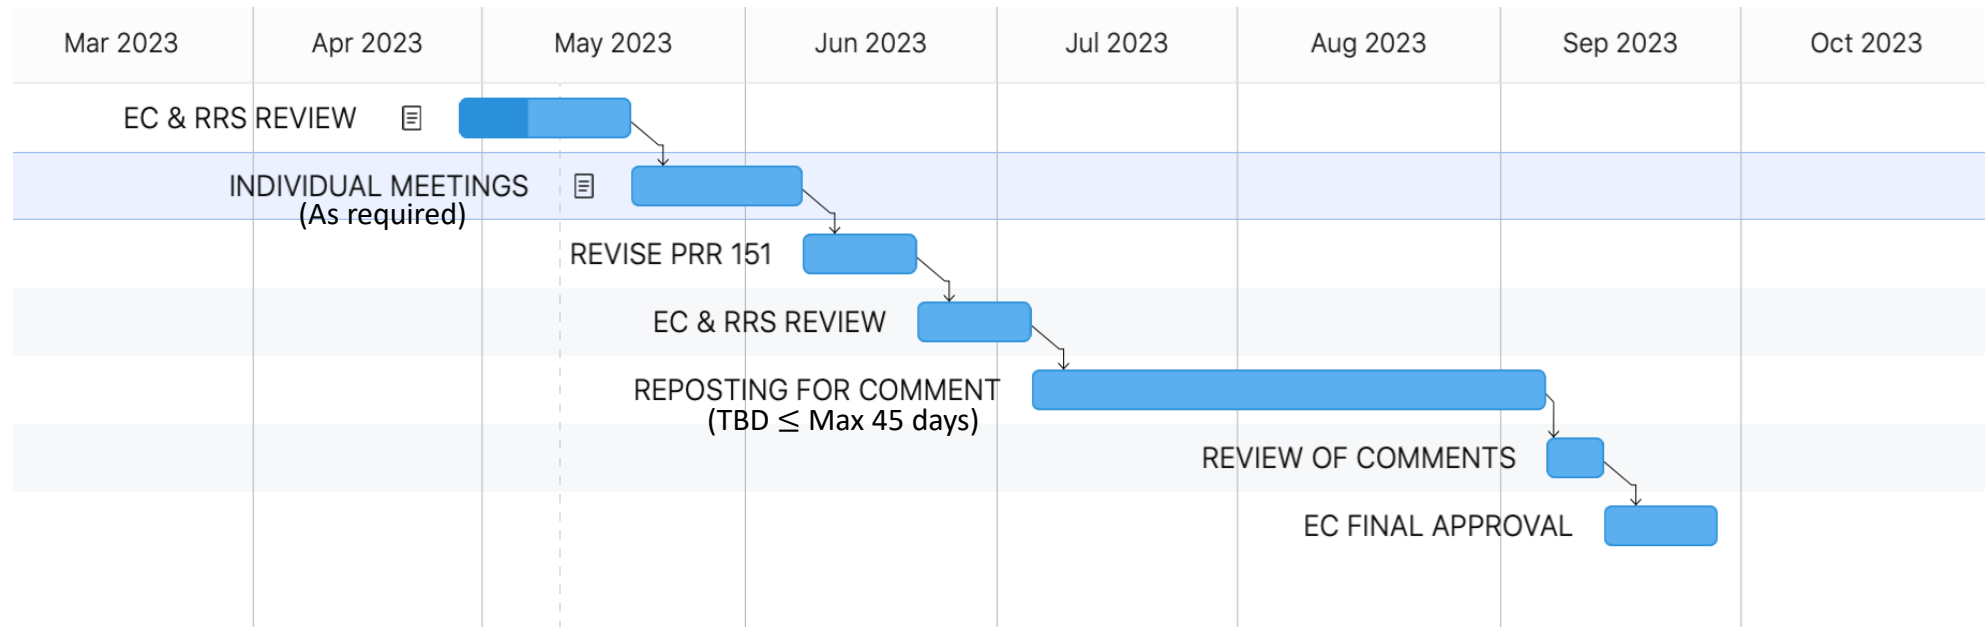 Mar 2023 Apr 2023 May 2023 Jun 2023 Jul 2023 Aug 2023 Sep 2023 Oct 2023
EC & RRS REVIEW
INDIVIDUAL MEETINGS
(As required)
REVISE PRR 151
EC & RRS REVIEW
REPOSTING FOR COMMENT
(TBD ≤ Max 45 days)
REVIEW OF COMMENTS
EC FINAL APPROVAL